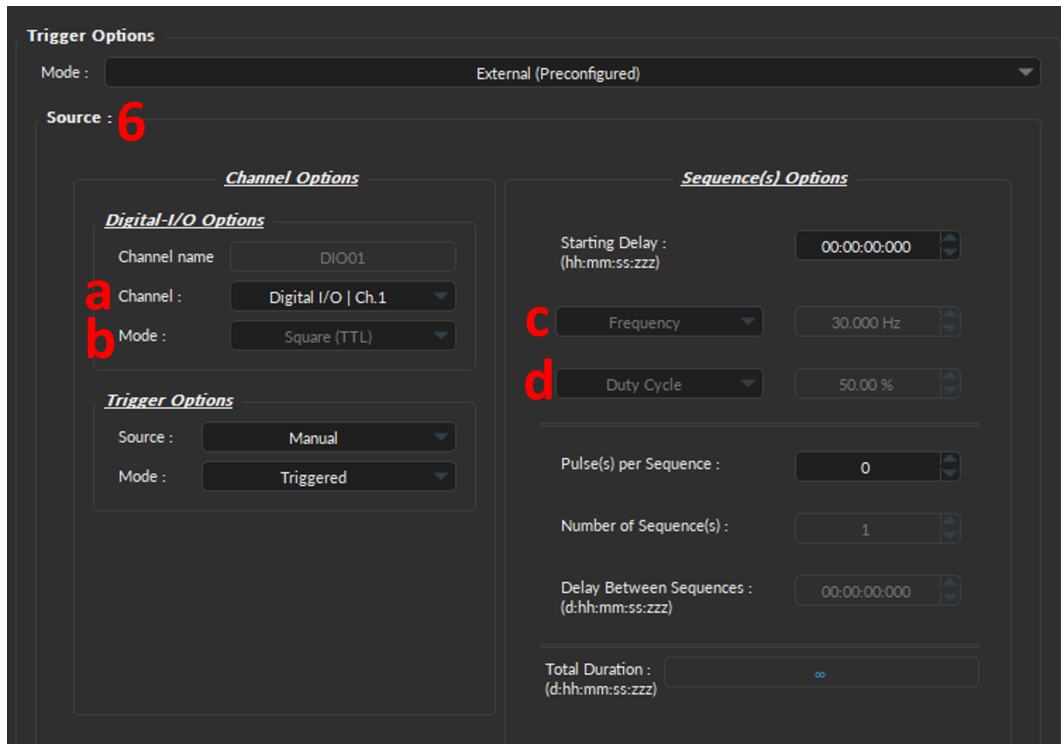 Trigger Options
Mode : External (Preconfigured)
Source : 6
Channel Options
Digital-I/O Options
Channel name DIO01
a Channel : Digital I/O | Ch.1
b Mode : Square (TTL)
Trigger Options
Source : Manual
Mode : Triggered
Sequence(s) Options
Starting Delay : 00:00:00:000
(hh:mm:ss:zzz)
c Frequency 30.000 Hz
d Duty Cycle 50.00 %
Pulse(s) per Sequence : 0
Number of Sequence(s) : 1
Delay Between Sequences : 00:00:00:000
(d:hh:mm:ss:zzz)
Total Duration : ∞
(d:hh:mm:ss:zzz)